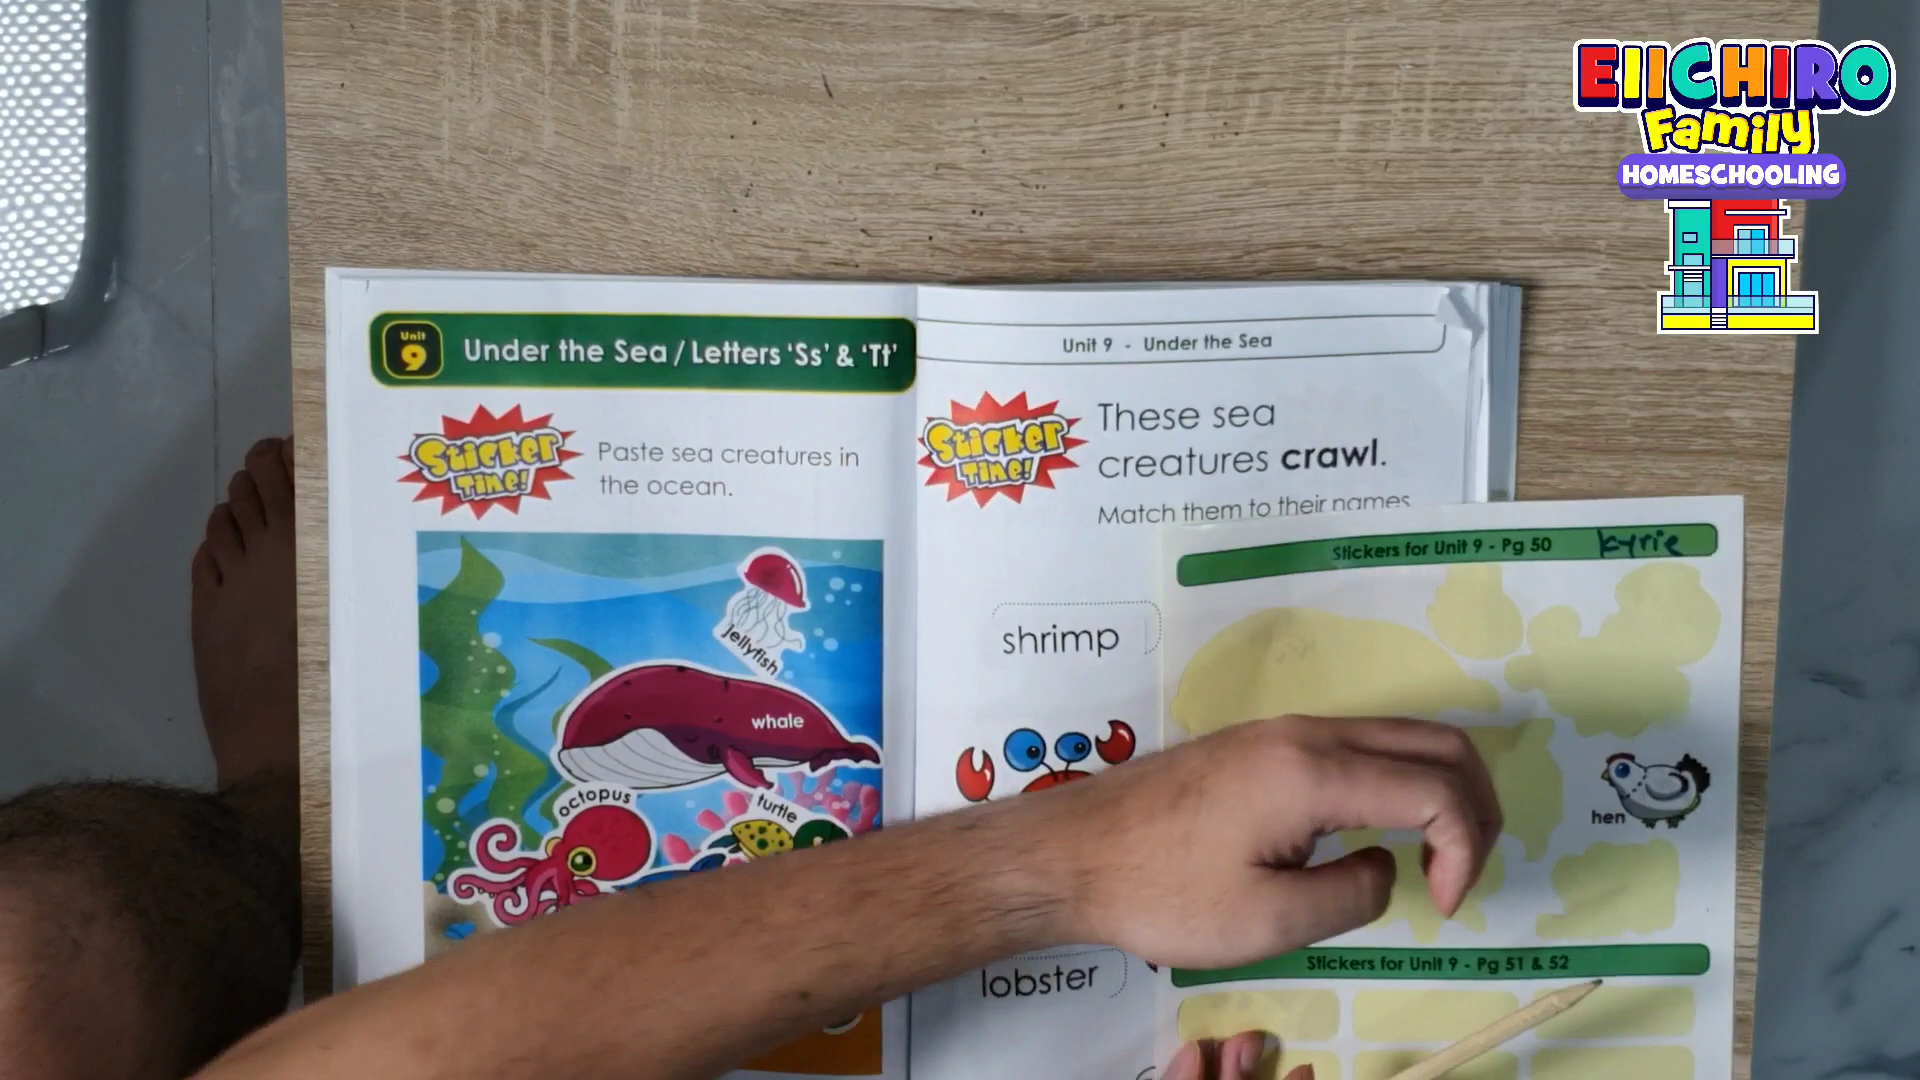 EIICHIRO
Family
HOMESCHOOLING
Unit
9
Under the Sea / Letters ‘Ss’ & ‘Tt’
Sticker
Time!
Paste sea creatures in
the ocean.
jellyfish
whale
octopus
turtle
Unit 9 - Under the Sea
Sticker
Time!
These sea
creatures crawl.
Match them to their names
shrimp
lobster
Stickers for Unit 9 - Pg 50
kyrie
hen
Stickers for Unit 9 - Pg 51 & 52